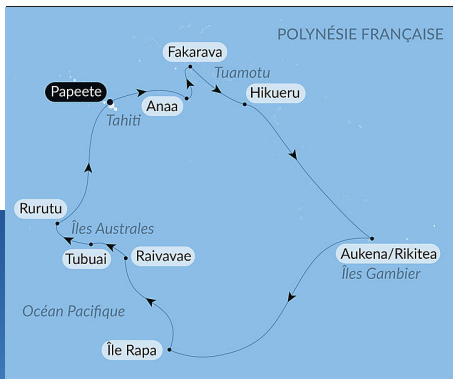 POLYNÉSIE FRANÇAISE
Fakarava
Tuamotu
Papeete
Anaa
Hikueru
Tahiti
Rurutu
Îles Australes
Tubuai
Raivavae
Aukena/Rikitea
Îles Gambier
Océan Pacifique
Île Rapa